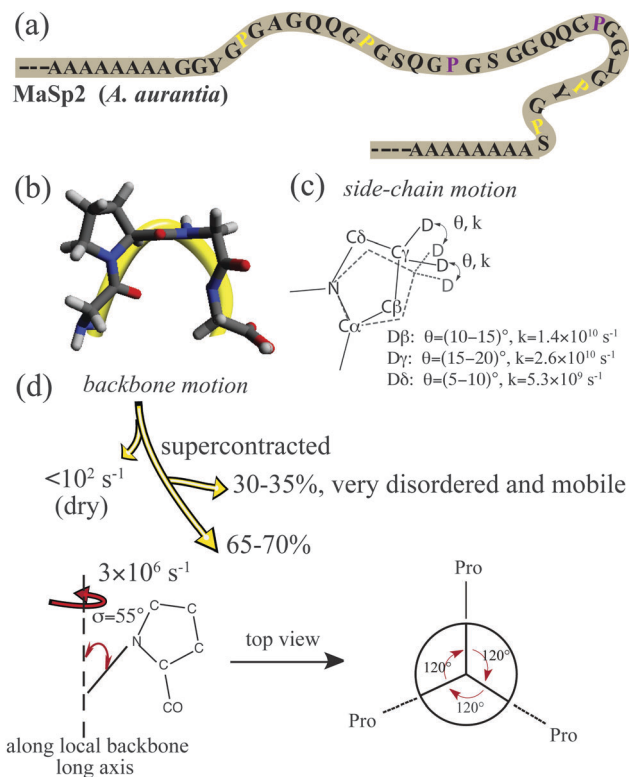 (a)
---AAAAAAAAGGYGPGAGQQGPGSQGPGSGGQQGPGGLGPYGPS
MaSp2 (A. aurantia)
----AAAAAAAA
(b)
(c) side-chain motion
D θ, k
Cδ
Cγ D
D θ, k
N
D
Cβ
Cα
Dβ: θ=(10−15)°, k=1.4×10¹⁰ s⁻¹
Dγ: θ=(15−20)°, k=2.6×10¹⁰ s⁻¹
Dδ: θ=(5−10)°, k=5.3×10⁹ s⁻¹
(d) backbone motion
supercontracted
<10² s⁻¹
(dry)
30-35%, very disordered and mobile
65-70%
3×10⁶ s⁻¹
σ=55°
C C
N C
C
CO
along local backbone
long axis
top view
Pro
120° 120°
120°
Pro Pro